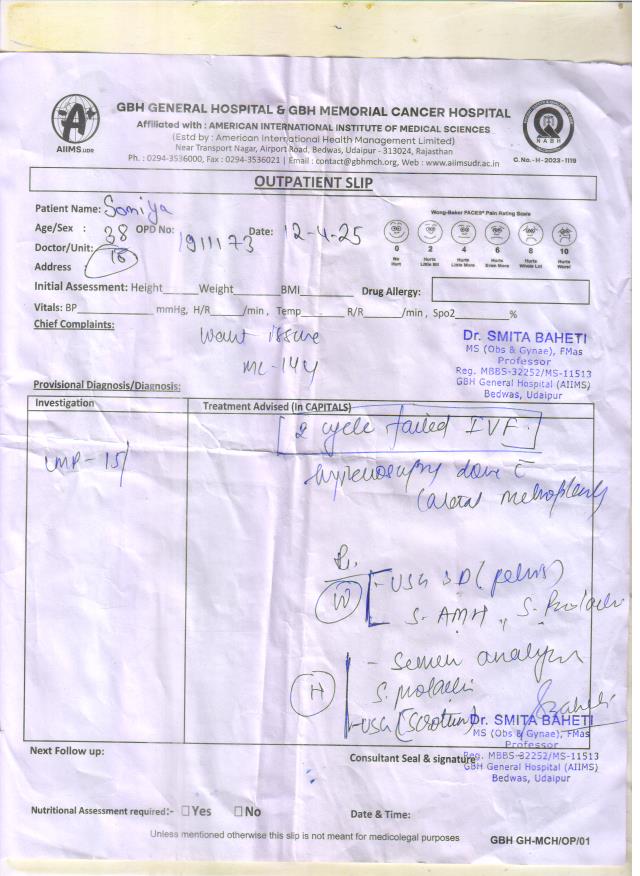 AIIMS.UDR
GBH GENERAL HOSPITAL & GBH MEMORIAL CANCER HOSPITAL
Affiliated with : AMERICAN INTERNATIONAL INSTITUTE OF MEDICAL SCIENCES
(Estd by : American International Health Management Limited)
Near Transport Nagar, Airport Road, Bedwas, Udaipur - 313024, Rajasthan
Ph. : 0294-3536000, Fax : 0294-3536021 | Email : contact@gbhmch.org, Web : www.aiimsudr.ac.in
NABH
C. No.- H - 2023 - 1119
OUTPATIENT SLIP
Patient Name: Somiya
Age/Sex : 38 OPD No: 1911173 Date: 12-4-25
Doctor/Unit: 16
Address
Wong-Baker FACES® Pain Rating Scale
0 2 4 6 8 10
No Hurt Hurts Little Bit Hurts Little More Hurts Even More Hurts Whole Lot Hurts Worst
Initial Assessment: Height Weight BMI Drug Allergy:
Vitals: BP mmHg, H/R /min , Temp R/R /min , Spo2 %
Chief Complaints: Want issue
ML-14y
Dr. SMITA BAHETI
MS (Obs & Gynae), FMas
Professor
Reg. MBBS-32252/MS-11513
GBH General Hospital (AIIMS)
Bedwas, Udaipur
Provisional Diagnosis/Diagnosis:
Investigation Treatment Advised (In CAPITALS)
2 cycle failed IVF.
LMP - 15/
done c̄
lateral metroplasty
W - USG 3D (pelvis)
S. AMH, S. Prolactin
- Semen analysis
H S. prolactin
- USG (Scrotum)
Dr. SMITA BAHETI
MS (Obs & Gynae), FMas
Professor
Reg. MBBS-32252/MS-11513
GBH General Hospital (AIIMS)
Bedwas, Udaipur
Next Follow up:
Consultant Seal & signature
Nutritional Assessment required:- Yes No Date & Time:
Unless mentioned otherwise this slip is not meant for medicolegal purposes
GBH GH-MCH/OP/01